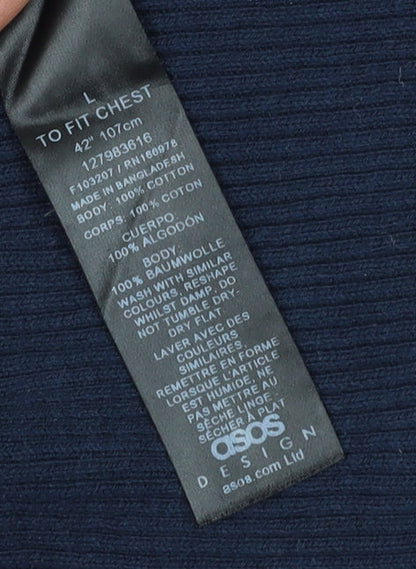 L
TO FIT CHEST
42" 107cm
127983616
F103207 / RN160978
MADE IN BANGLADESH
BODY: 100% COTTON
CORPS: 100% COTON
CUERPO:
100% ALGODÓN
BODY:
100% BAUMWOLLE
WASH WITH SIMILAR
COLOURS, RESHAPE
WHILST DAMP, DO
NOT TUMBLE DRY-
DRY FLAT
LAVER AVEC DES
COULEURS
SIMILAIRES,
REMETTRE EN FORME
LORSQUE L'ARTICLE
EST HUMIDE, NE
PAS METTRE AU
SÈCHE LINGE -
SÉCHER À PLAT
asos
DESIGN
asos.com Ltd